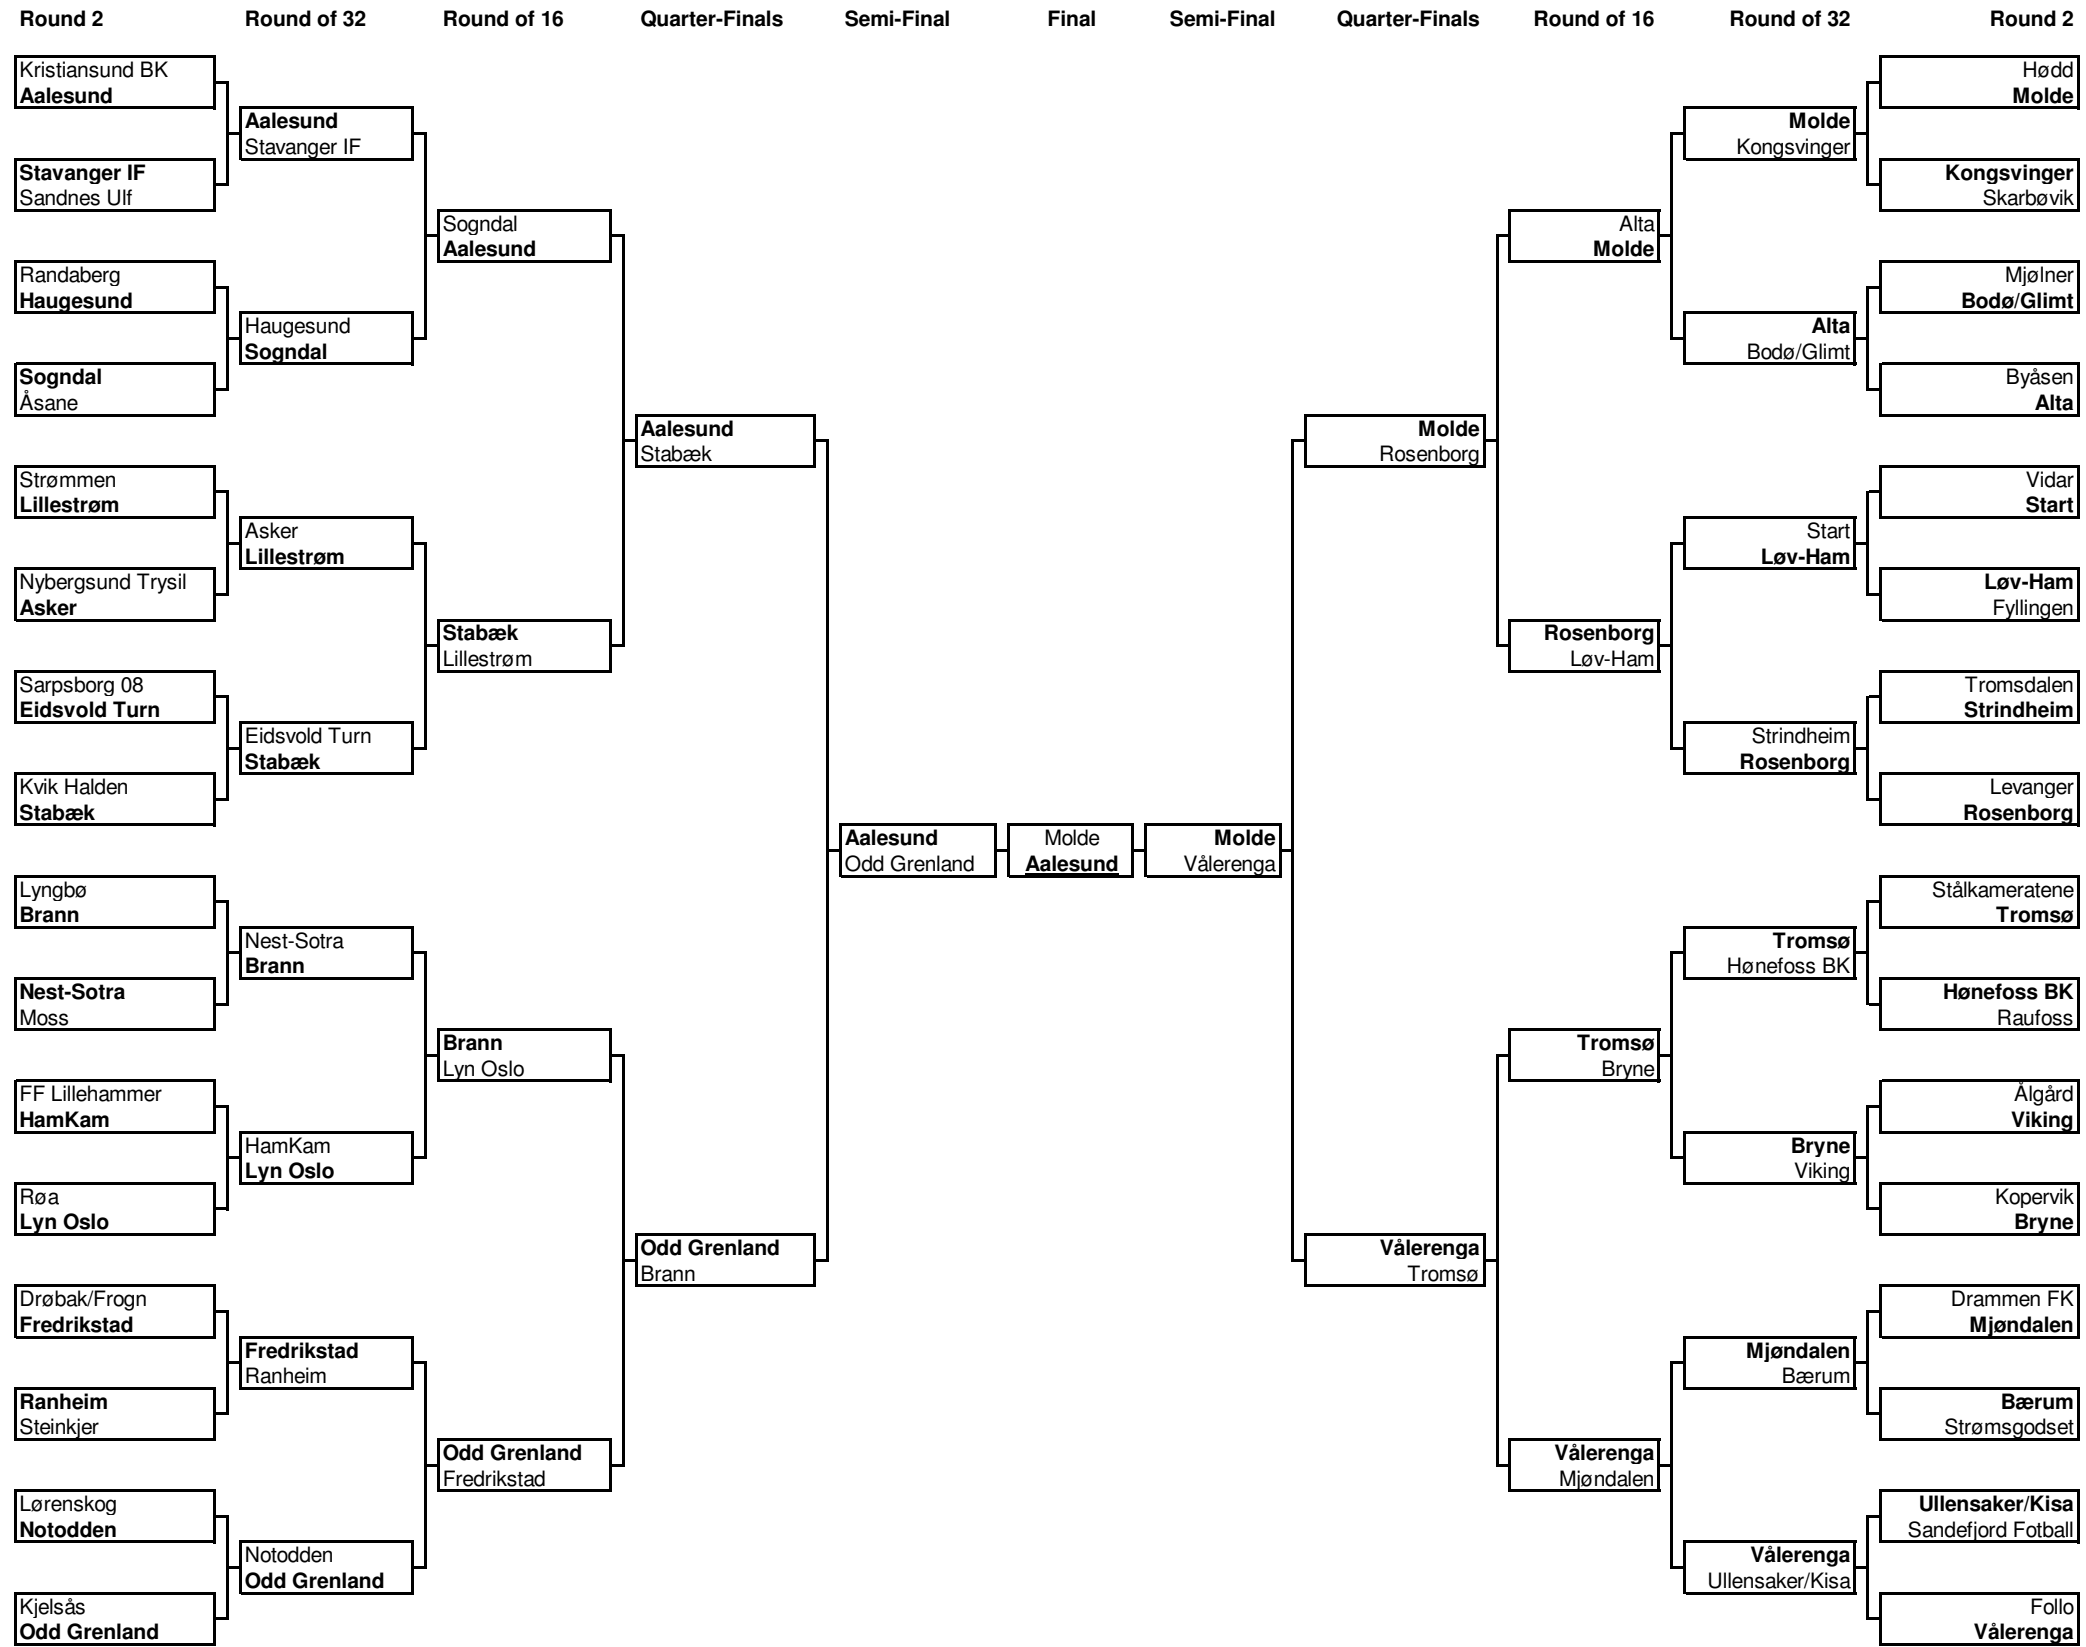 Round 2
Round of 32
Round of 16
Quarter-Finals
Semi-Final
Final
Semi-Final
Quarter-Finals
Round of 16
Round of 32
Round 2
Kristiansund BK
Aalesund
Stavanger IF
Sandnes Ulf
Randaberg
Haugesund
Sogndal
Åsane
Strømmen
Lillestrøm
Nybergsund Trysil
Asker
Sarpsborg 08
Eidsvold Turn
Kvik Halden
Stabæk
Lyngbø
Brann
Nest-Sotra
Moss
FF Lillehammer
HamKam
Røa
Lyn Oslo
Drøbak/Frogn
Fredrikstad
Ranheim
Steinkjer
Lørenskog
Notodden
Kjelsås
Odd Grenland
Aalesund
Stavanger IF
Haugesund
Sogndal
Asker
Lillestrøm
Eidsvold Turn
Stabæk
Nest-Sotra
Brann
HamKam
Lyn Oslo
Fredrikstad
Ranheim
Notodden
Odd Grenland
Sogndal
Aalesund
Stabæk
Lillestrøm
Brann
Lyn Oslo
Odd Grenland
Fredrikstad
Aalesund
Stabæk
Odd Grenland
Brann
Aalesund
Odd Grenland
Molde
Aalesund
Molde
Vålerenga
Molde
Rosenborg
Vålerenga
Tromsø
Alta
Molde
Rosenborg
Løv-Ham
Tromsø
Bryne
Vålerenga
Mjøndalen
Molde
Kongsvinger
Alta
Bodø/Glimt
Start
Løv-Ham
Strindheim
Rosenborg
Tromsø
Hønefoss BK
Bryne
Viking
Mjøndalen
Bærum
Vålerenga
Ullensaker/Kisa
Hødd
Molde
Kongsvinger
Skarbøvik
Mjølner
Bodø/Glimt
Byåsen
Alta
Vidar
Start
Løv-Ham
Fyllingen
Tromsdalen
Strindheim
Levanger
Rosenborg
Stålkameratene
Tromsø
Hønefoss BK
Raufoss
Ålgård
Viking
Kopervik
Bryne
Drammen FK
Mjøndalen
Bærum
Strømsgodset
Ullensaker/Kisa
Sandefjord Fotball
Follo
Vålerenga